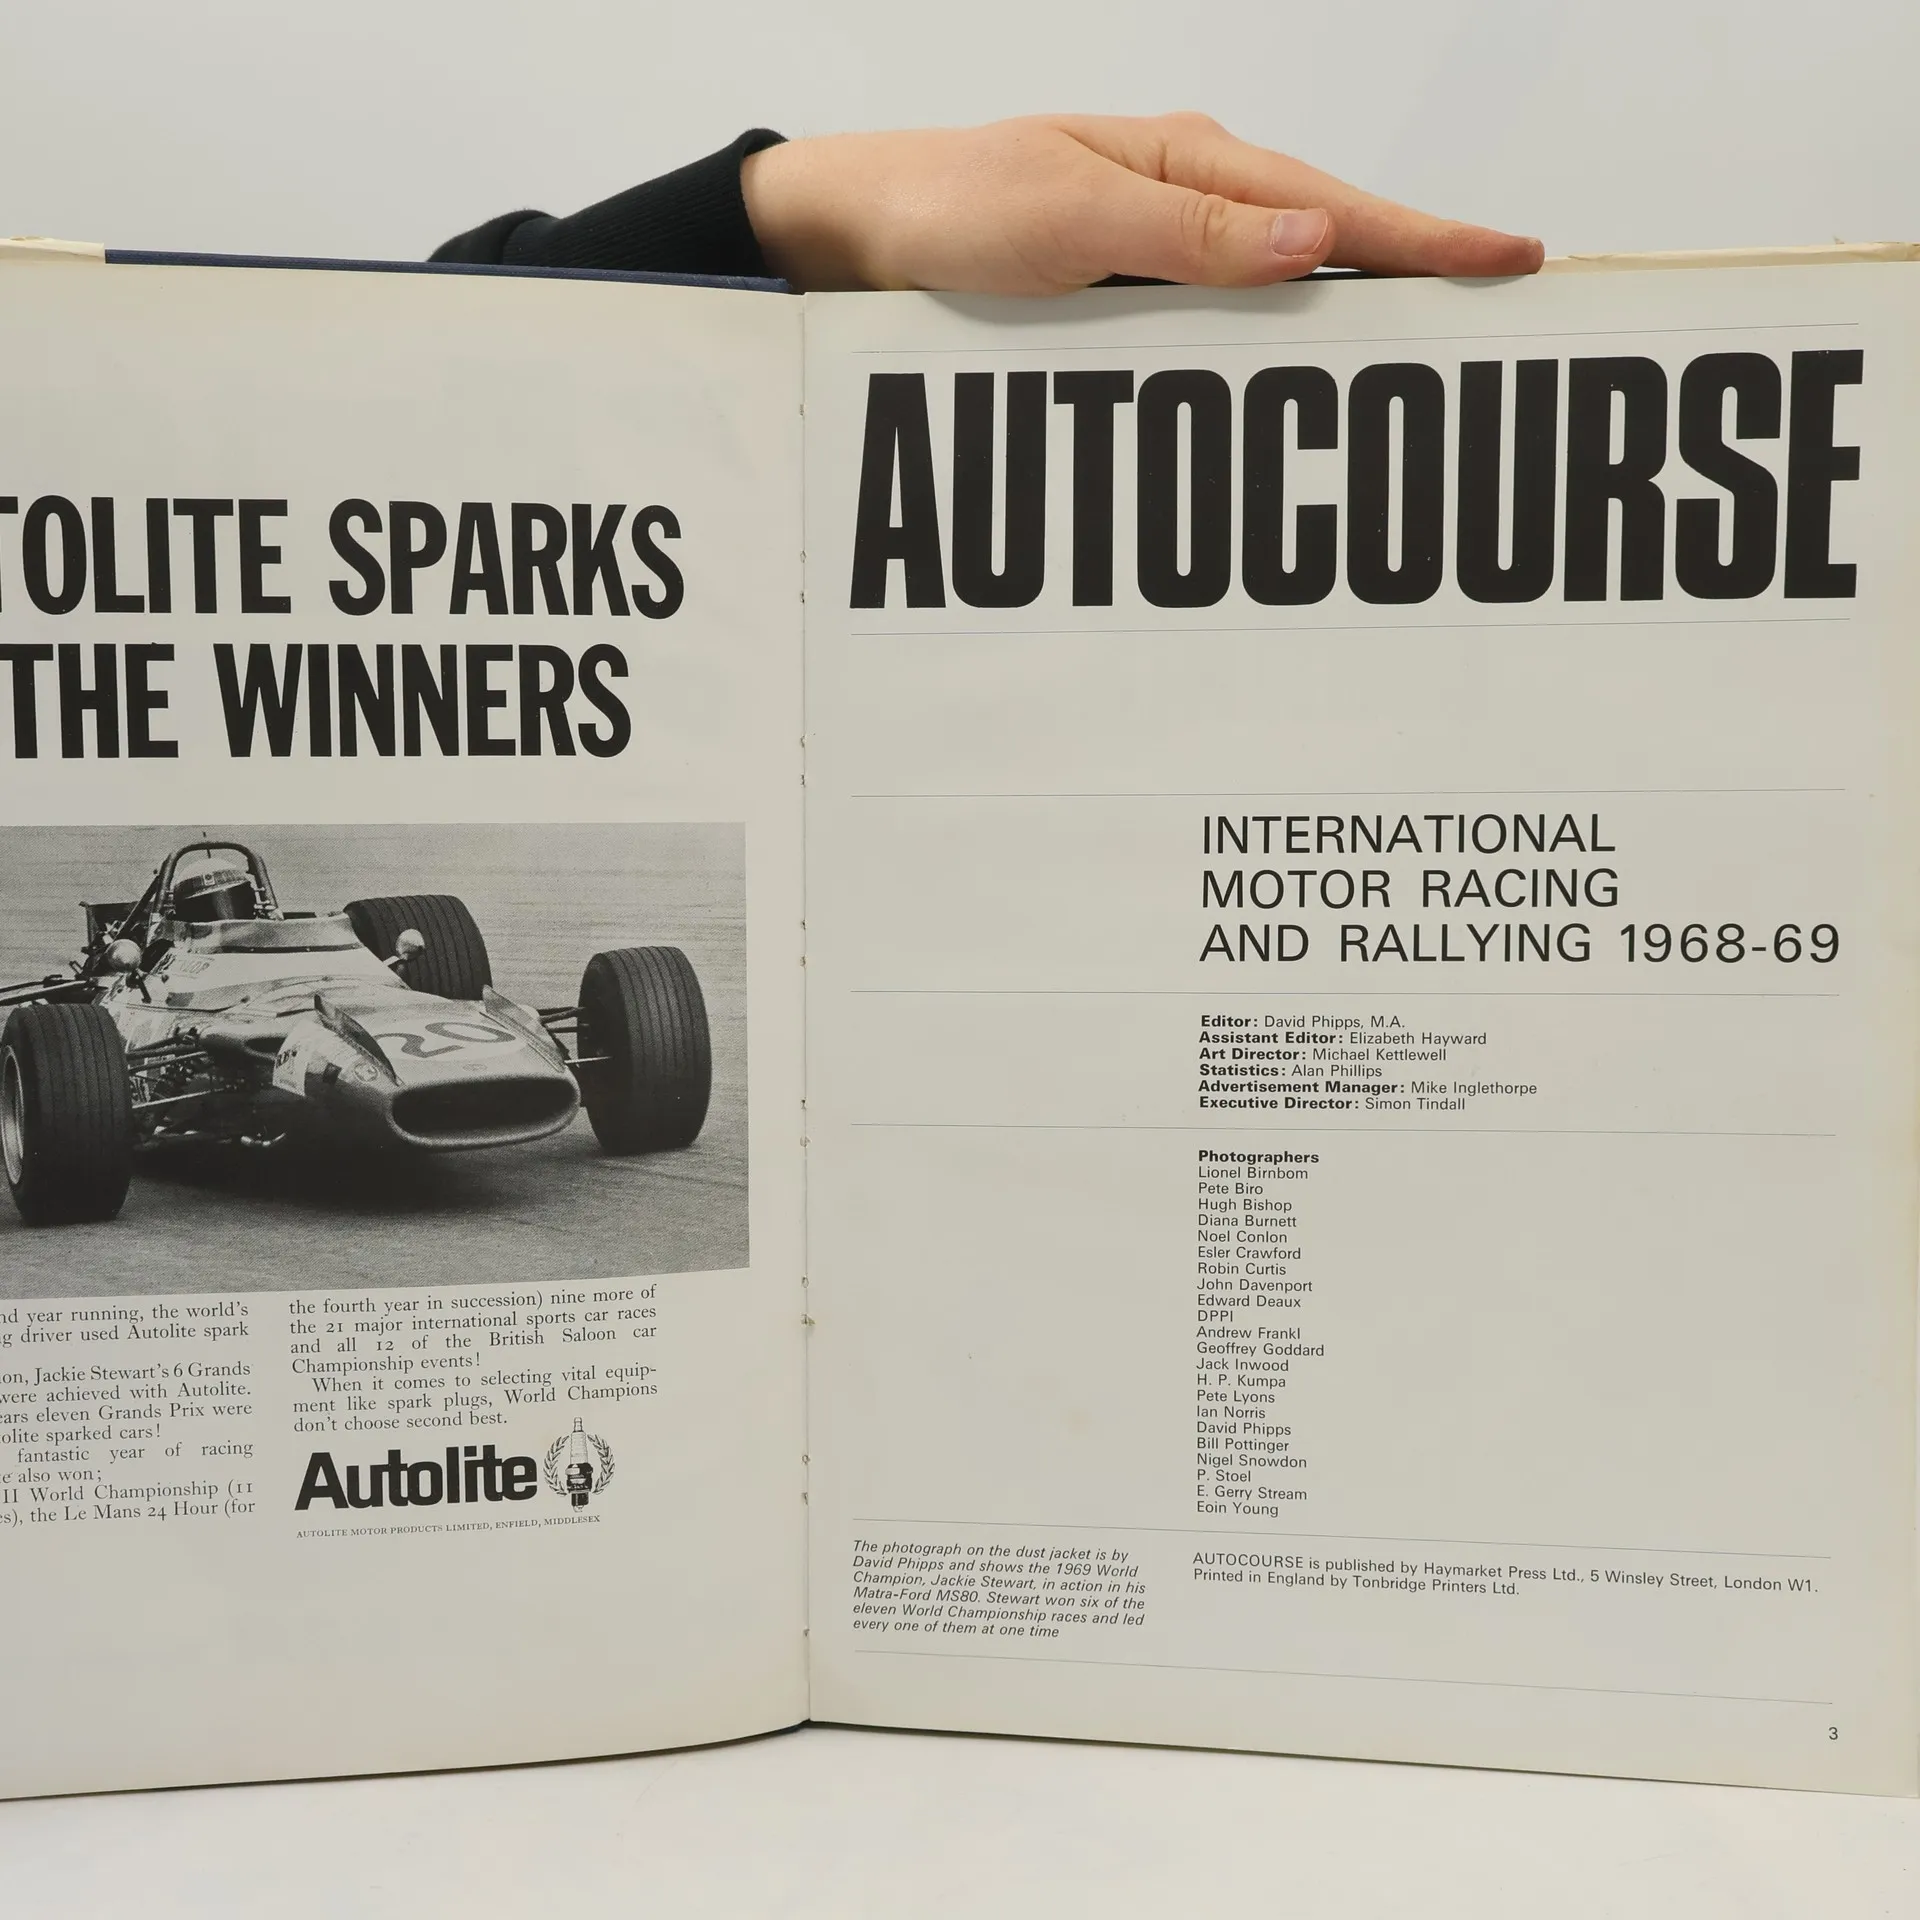 TOLITE SPARKS
THE WINNERS
20
nd year running, the world's
g driver used Autolite spark
on, Jackie Stewart's 6 Grands
were achieved with Autolite.
ears eleven Grands Prix were
olite sparked cars!
fantastic year of racing
e also won;
II World Championship (11
es), the Le Mans 24 Hour (for
the fourth year in succession) nine more of
the 21 major international sports car races
and all 12 of the British Saloon car
Championship events!
When it comes to selecting vital equip-
ment like spark plugs, World Champions
don't choose second best.
Autolite
AUTOLITE MOTOR PRODUCTS LIMITED, ENFIELD, MIDDLESEX
AUTOCOURSE
INTERNATIONAL
MOTOR RACING
AND RALLYING 1968-69
Editor: David Phipps, M.A.
Assistant Editor: Elizabeth Hayward
Art Director: Michael Kettlewell
Statistics: Alan Phillips
Advertisement Manager: Mike Inglethorpe
Executive Director: Simon Tindall
Photographers
Lionel Birnbom
Pete Biro
Hugh Bishop
Diana Burnett
Noel Conlon
Esler Crawford
Robin Curtis
John Davenport
Edward Deaux
DPPI
Andrew Frankl
Geoffrey Goddard
Jack Inwood
H. P. Kumpa
Pete Lyons
Ian Norris
David Phipps
Bill Pottinger
Nigel Snowdon
P. Stoel
E. Gerry Stream
Eoin Young
The photograph on the dust jacket is by
David Phipps and shows the 1969 World
Champion, Jackie Stewart, in action in his
Matra-Ford MS80. Stewart won six of the
eleven World Championship races and led
every one of them at one time
AUTOCOURSE is published by Haymarket Press Ltd., 5 Winsley Street, London W1.
Printed in England by Tonbridge Printers Ltd.
3